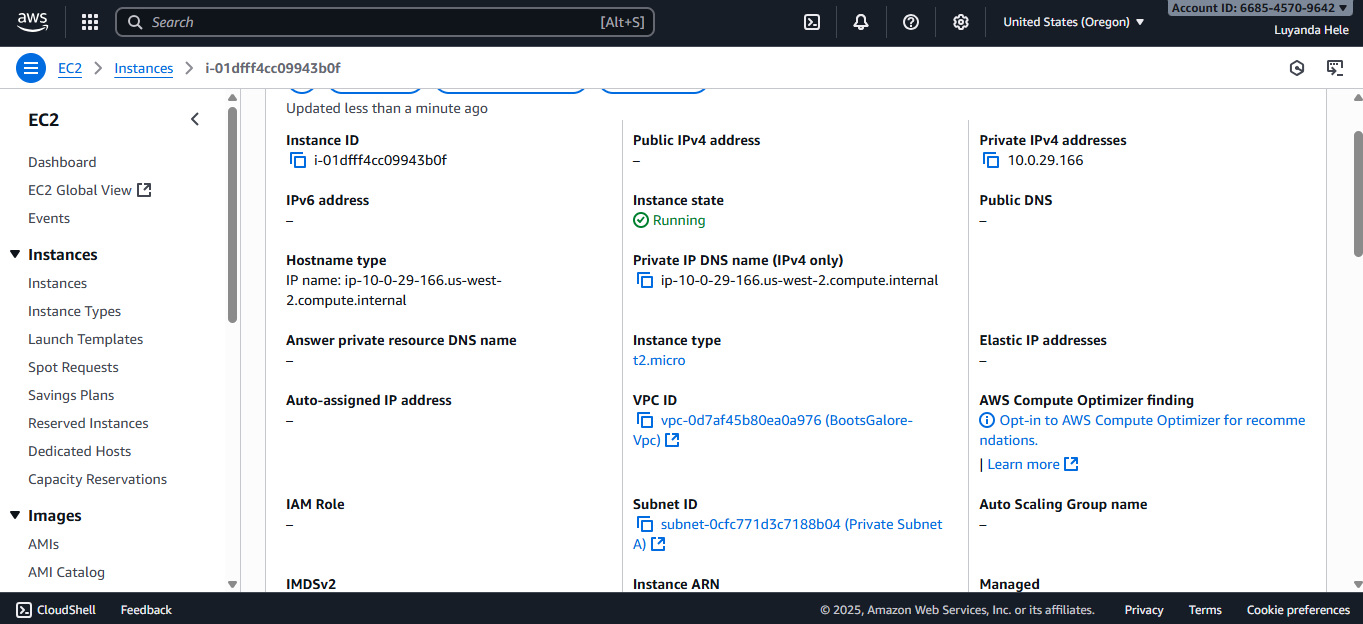 aws
Search
[Alt+S]
United States (Oregon)
Account ID: 6685-4570-9642
Luyanda Hele
EC2
Instances
i-01dfff4cc09943b0f
EC2
Dashboard
EC2 Global View
Events
Instances
Instances
Instance Types
Launch Templates
Spot Requests
Savings Plans
Reserved Instances
Dedicated Hosts
Capacity Reservations
Images
AMIs
AMI Catalog
Updated less than a minute ago
Instance ID
i-01dfff4cc09943b0f
Public IPv4 address
–
Private IPv4 addresses
10.0.29.166
IPv6 address
–
Instance state
Running
Public DNS
–
Hostname type
IP name: ip-10-0-29-166.us-west-
2.compute.internal
Private IP DNS name (IPv4 only)
ip-10-0-29-166.us-west-2.compute.internal
Answer private resource DNS name
–
Instance type
t2.micro
Elastic IP addresses
–
Auto-assigned IP address
–
VPC ID
vpc-0d7af45b80ea0a976 (BootsGalore-
Vpc)
AWS Compute Optimizer finding
Opt-in to AWS Compute Optimizer for recomme
ndations.
| Learn more
IAM Role
–
Subnet ID
subnet-0cfc771d3c7188b04 (Private Subnet
A)
Auto Scaling Group name
–
IMDSv2
Instance ARN
Managed
CloudShell
Feedback
© 2025, Amazon Web Services, Inc. or its affiliates.
Privacy
Terms
Cookie preferences